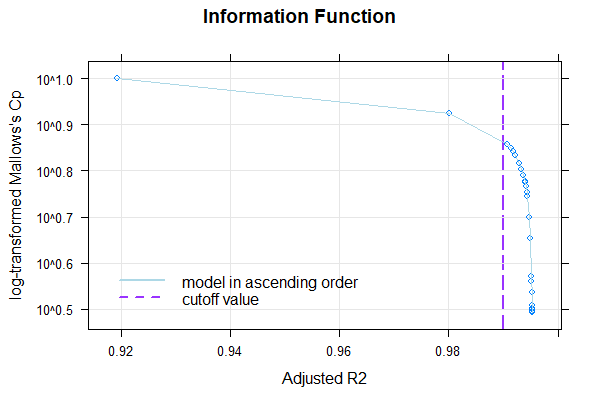 Information Function
log-transformed Mallows's Cp
10^1.0
10^0.9
10^0.8
10^0.7
10^0.6
10^0.5
model in ascending order
cutoff value
0.92 0.94 0.96 0.98
Adjusted R2